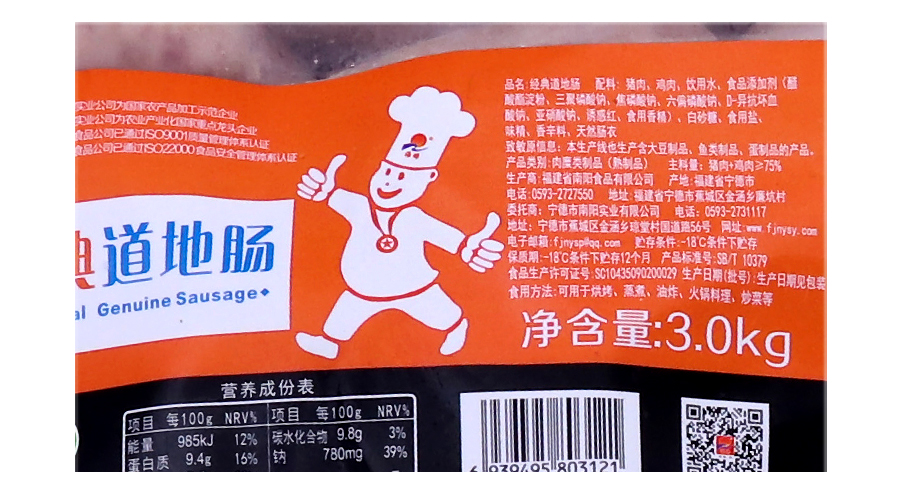 实业公司为国家农产品加工示范企业
实业公司为农业产业化国家重点龙头企业
食品公司已通过ISO9001质量管理体系认证
食品公司已通过ISO22000食品安全管理体系认证
典道地肠
al Genuine Sausage
品名:经典道地肠 配料: 猪肉、鸡肉、饮用水、食品添加剂（醋
酸酯淀粉、三聚磷酸钠、焦磷酸钠、六偏磷酸钠、D-异抗坏血
酸钠、亚硝酸钠、诱惑红、食用香精）、白砂糖、食用盐、
味精、香辛料、天然肠衣
致敏原信息: 本生产线也生产含大豆制品、鱼类制品、蛋制品的产品。
产品类别:肉糜类制品（熟制品） 主料量: 猪肉+鸡肉≥75%
生产商:福建省南阳食品有限公司 产地:福建省宁德市
电话:0593-2727550 地址:福建省宁德市蕉城区金涵乡廉坑村
委托商: 宁德市南阳实业有限公司 电话: 0593-2731117
地址: 宁德市蕉城区金涵乡琼堂村国道路56号 网址:www.fjnysy.com
电子邮箱:fjnysp@qq.com 贮存条件:-18℃条件下贮存
保质期:-18℃条件下贮存12个月 产品标准号:SB/T 10379
食品生产许可证号:SC10435090200029 生产日期(批号):生产日期见包装
食用方法:可用于烘烤、蒸煮、油炸、火锅料理、炒菜等
净含量:3.0kg
营养成份表
项目 每100g NRV% 项目 每100g NRV%
能量 985kJ 12% 碳水化合物 9.8g 3%
蛋白质 9.4g 16% 钠 780mg 39%
6 939495 803121